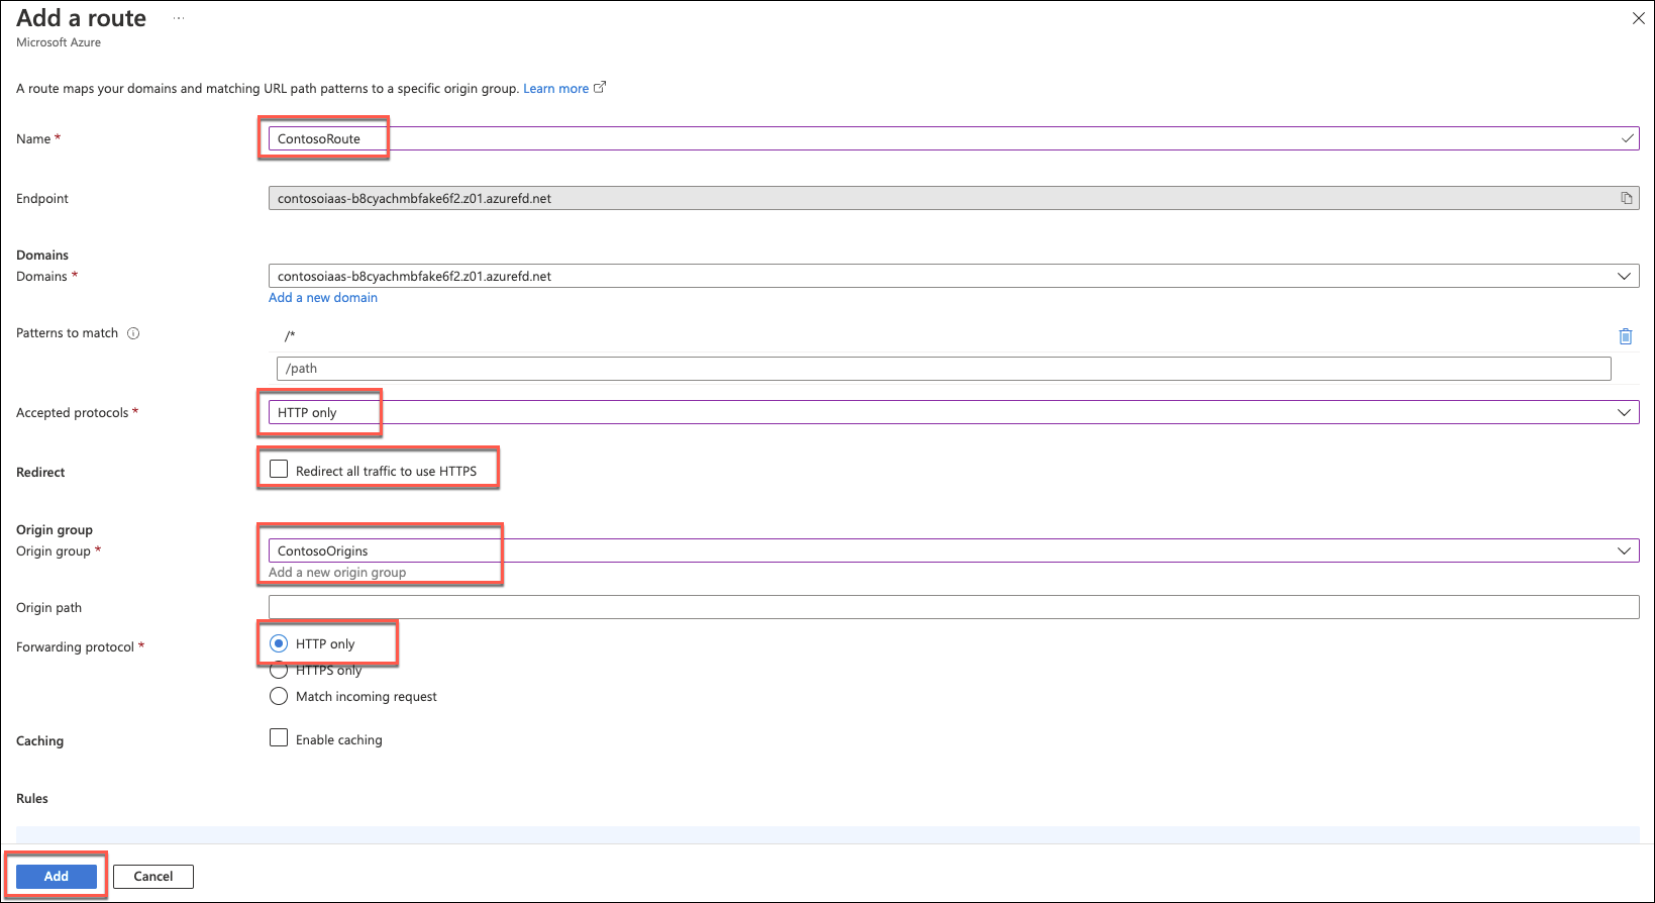 Add a route ...
Microsoft Azure
A route maps your domains and matching URL path patterns to a specific origin group. Learn more
Name * ContosoRoute
Endpoint contosoiaas-b8cyachmbfake6f2.z01.azurefd.net
Domains
Domains * contosoiaas-b8cyachmbfake6f2.z01.azurefd.net
Add a new domain
Patterns to match /*
/path
Accepted protocols * HTTP only
Redirect Redirect all traffic to use HTTPS
Origin group
Origin group * ContosoOrigins
Add a new origin group
Origin path
Forwarding protocol * HTTP only
HTTPS only
Match incoming request
Caching Enable caching
Rules
Add Cancel